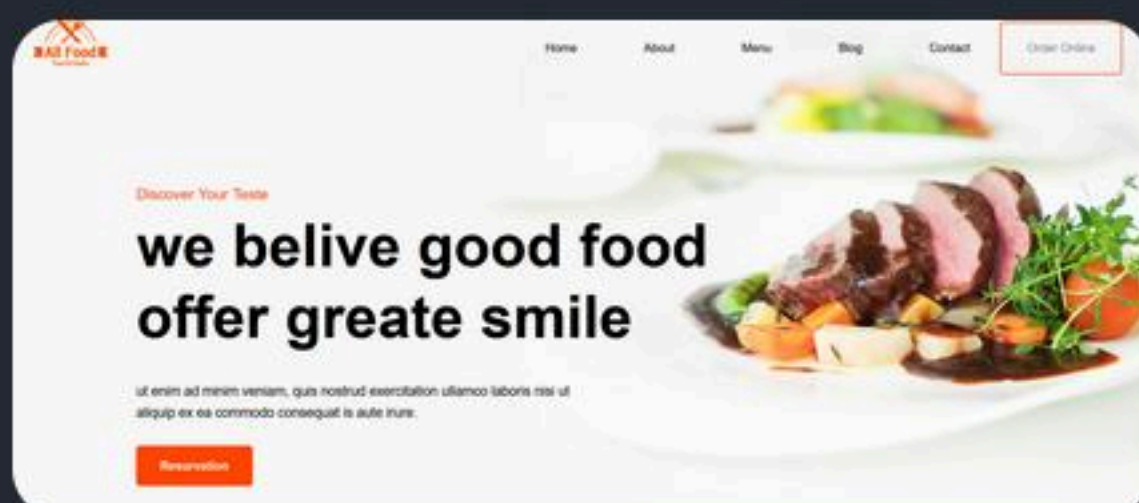 All Food
Home
About
Menu
Blog
Contact
Order Online
Discover Your Teste
we belive good food
offer greate smile
ut enim ad minim veniam, quis nostrud exercitation ullamco laboris nisi ut
aliquip ex ea commodo consequat is aute irure.
Resurvation